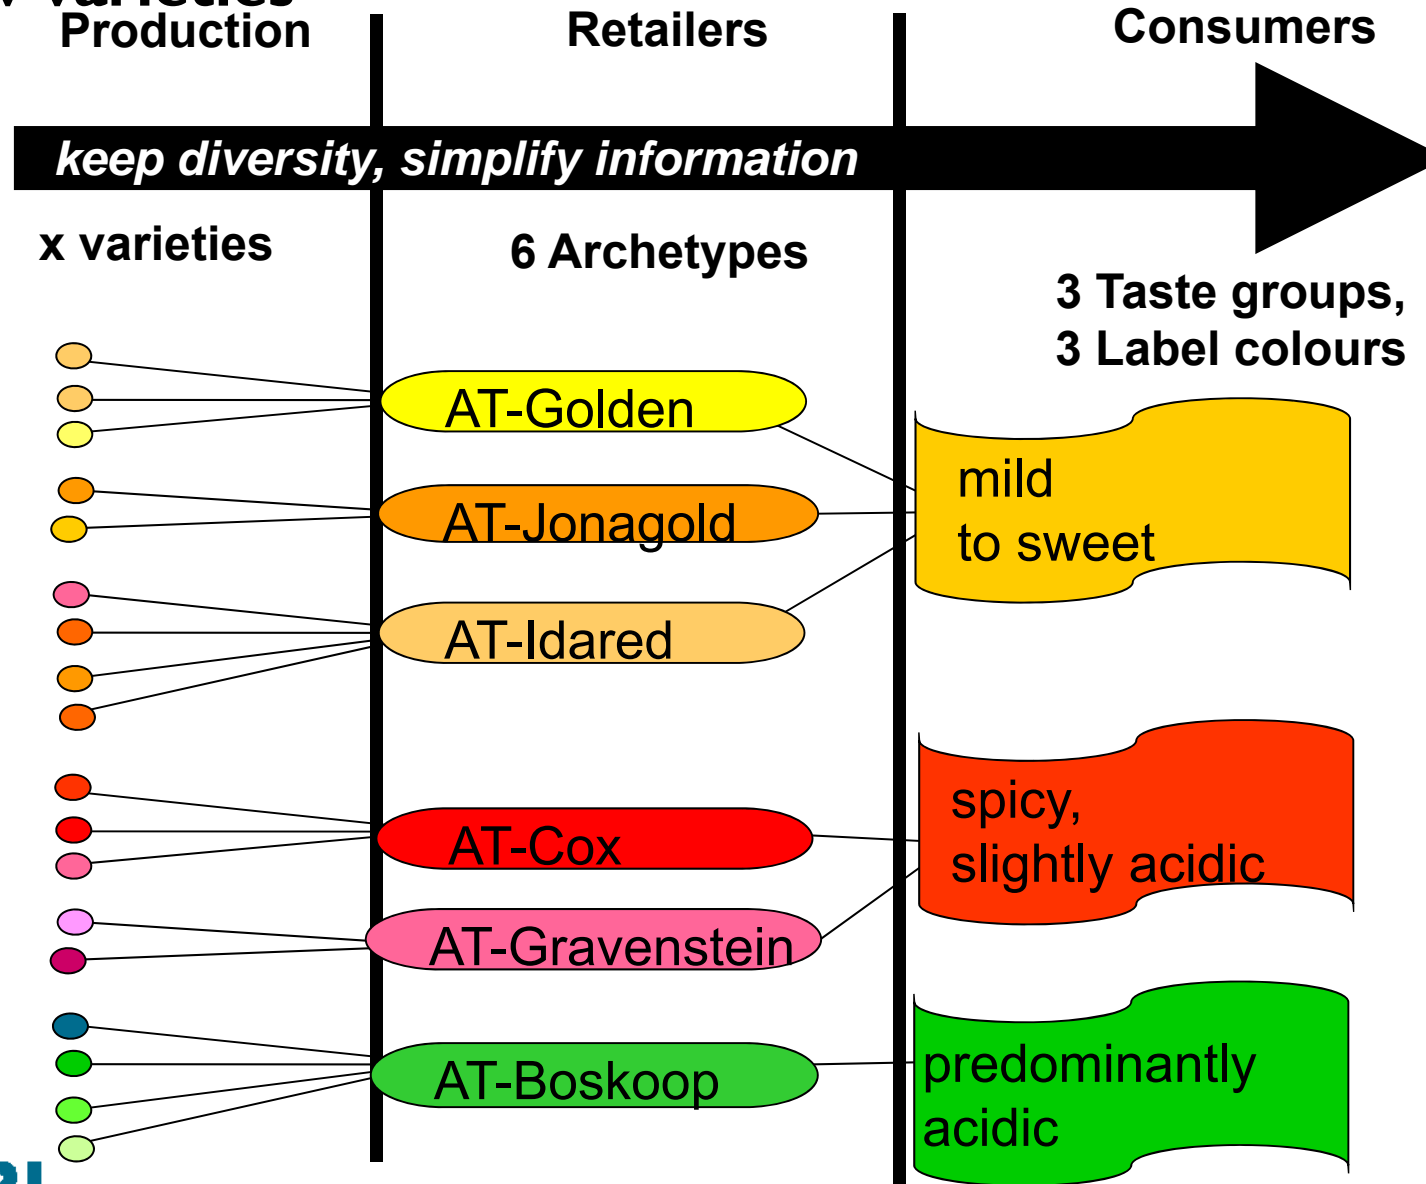 varieties
Production
Retailers
Consumers
keep diversity, simplify information
x varieties
6 Archetypes
3 Taste groups,
3 Label colours
AT-Golden
AT-Jonagold
AT-Idared
AT-Cox
AT-Gravenstein
AT-Boskoop
mild
to sweet
spicy,
slightly acidic
predominantly
acidic